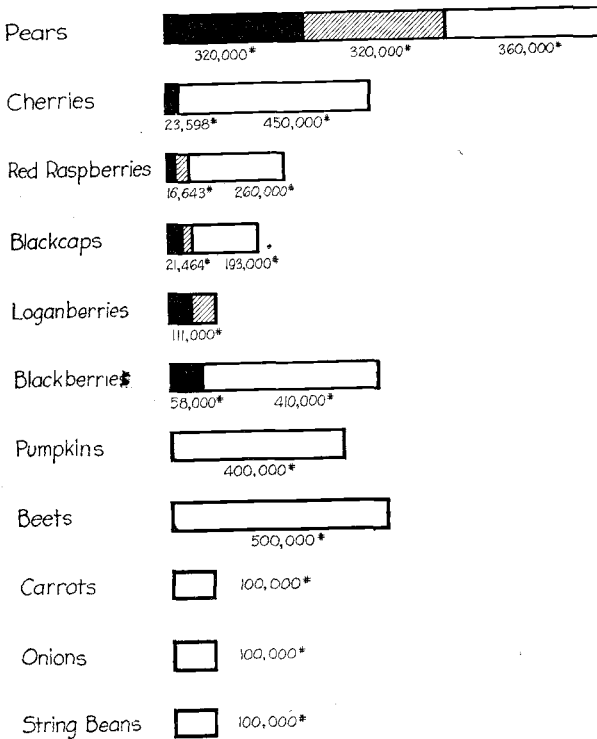 Pears
320,000# 320,000# 360,000#
Cherries
23,598# 450,000#
Red Raspberries
16,643# 260,000#
Blackcaps
21,464# 193,000#
Loganberries
111,000#
Blackberries
58,000# 410,000#
Pumpkins
400,000#
Beets
500,000#
Carrots 100,000#
Onions 100,000#
String Beans 100,000#